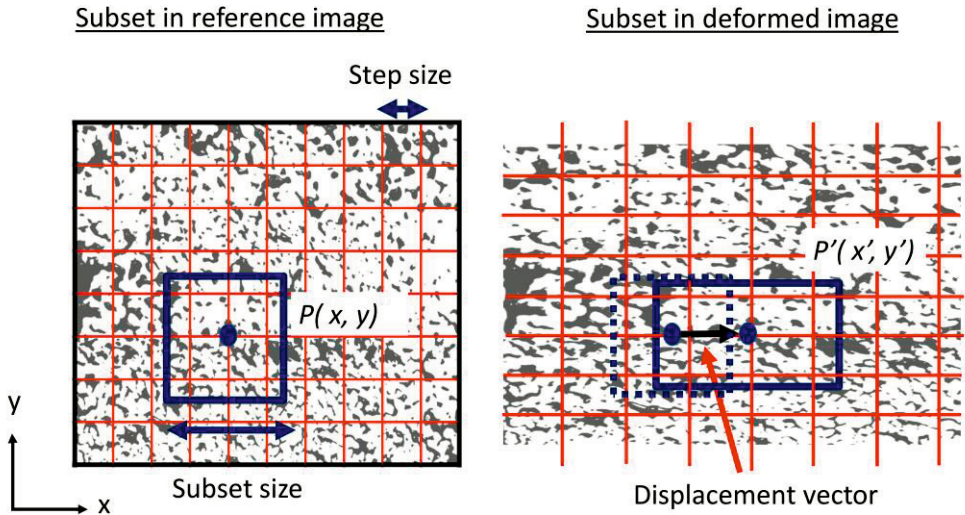 Subset in reference image
Subset in deformed image
Step size
P( x, y)
P’( x’, y’)
y
x
Subset size
Displacement vector